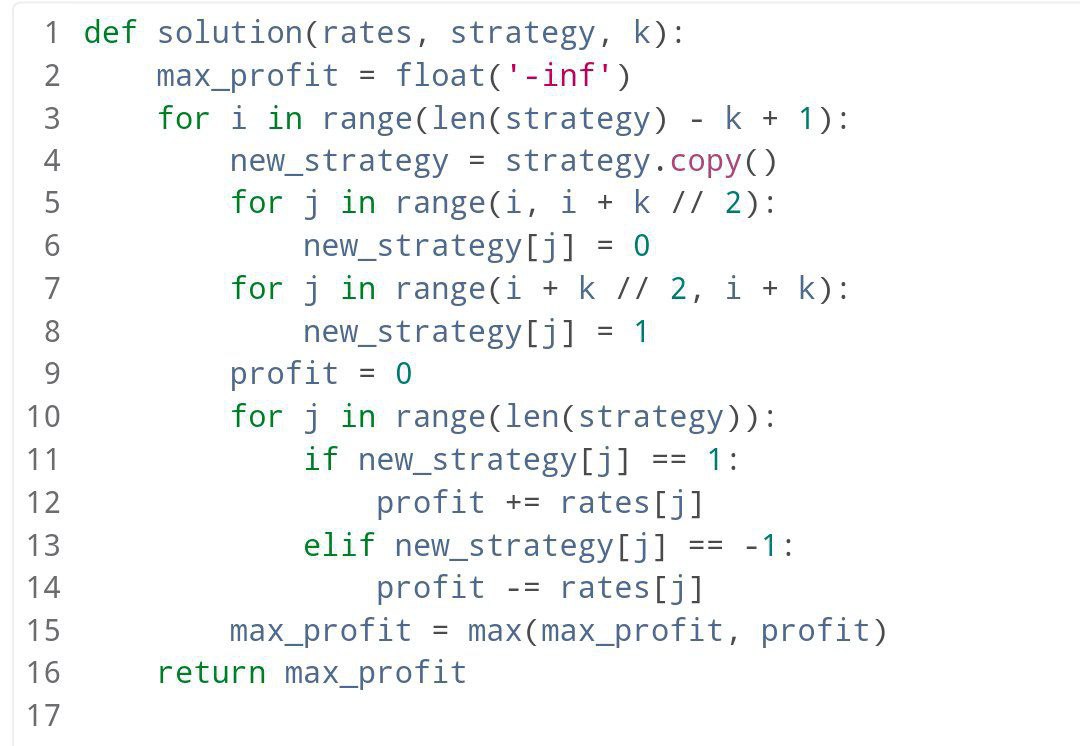 1 def solution(rates, strategy, k):
2     max_profit = float('-inf')
3     for i in range(len(strategy) - k + 1):
4         new_strategy = strategy.copy()
5         for j in range(i, i + k // 2):
6             new_strategy[j] = 0
7         for j in range(i + k // 2, i + k):
8             new_strategy[j] = 1
9         profit = 0
10         for j in range(len(strategy)):
11             if new_strategy[j] == 1:
12                 profit += rates[j]
13             elif new_strategy[j] == -1:
14                 profit -= rates[j]
15         max_profit = max(max_profit, profit)
16     return max_profit
17